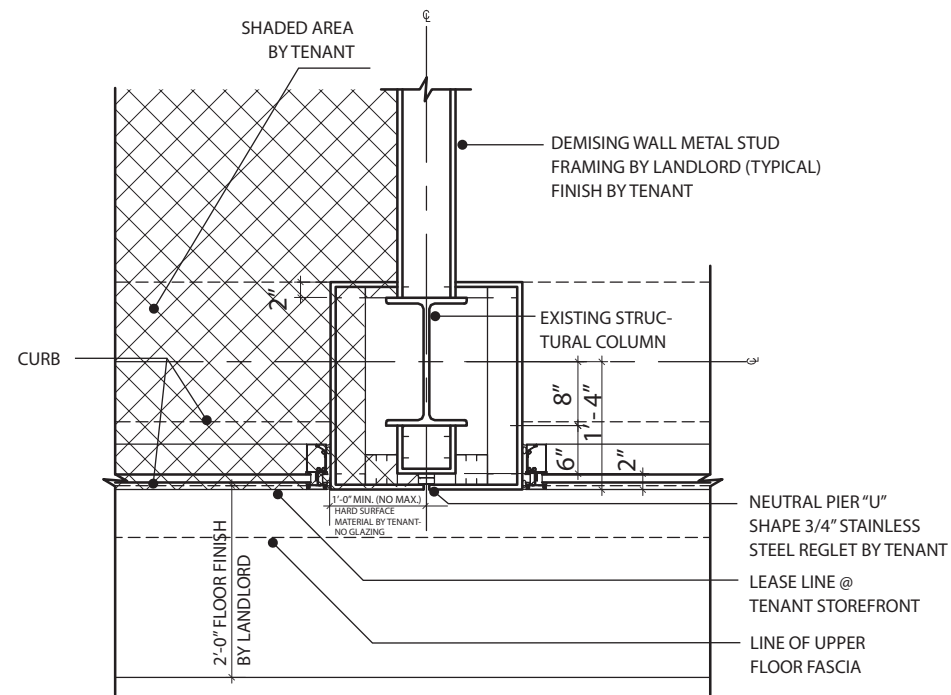 ℄
SHADED AREA
BY TENANT
DEMISING WALL METAL STUD
FRAMING BY LANDLORD (TYPICAL)
FINISH BY TENANT
2”
EXISTING STRUC-
TURAL COLUMN
CURB
℄
8”
1’- 4”
6”
2”
1’-0” MIN. (NO MAX.)
HARD SURFACE
MATERIAL BY TENANT-
NO GLAZING
NEUTRAL PIER “U”
SHAPE 3/4” STAINLESS
STEEL REGLET BY TENANT
2’-0” FLOOR FINISH
BY LANDLORD
LEASE LINE @
TENANT STOREFRONT
LINE OF UPPER
FLOOR FASCIA